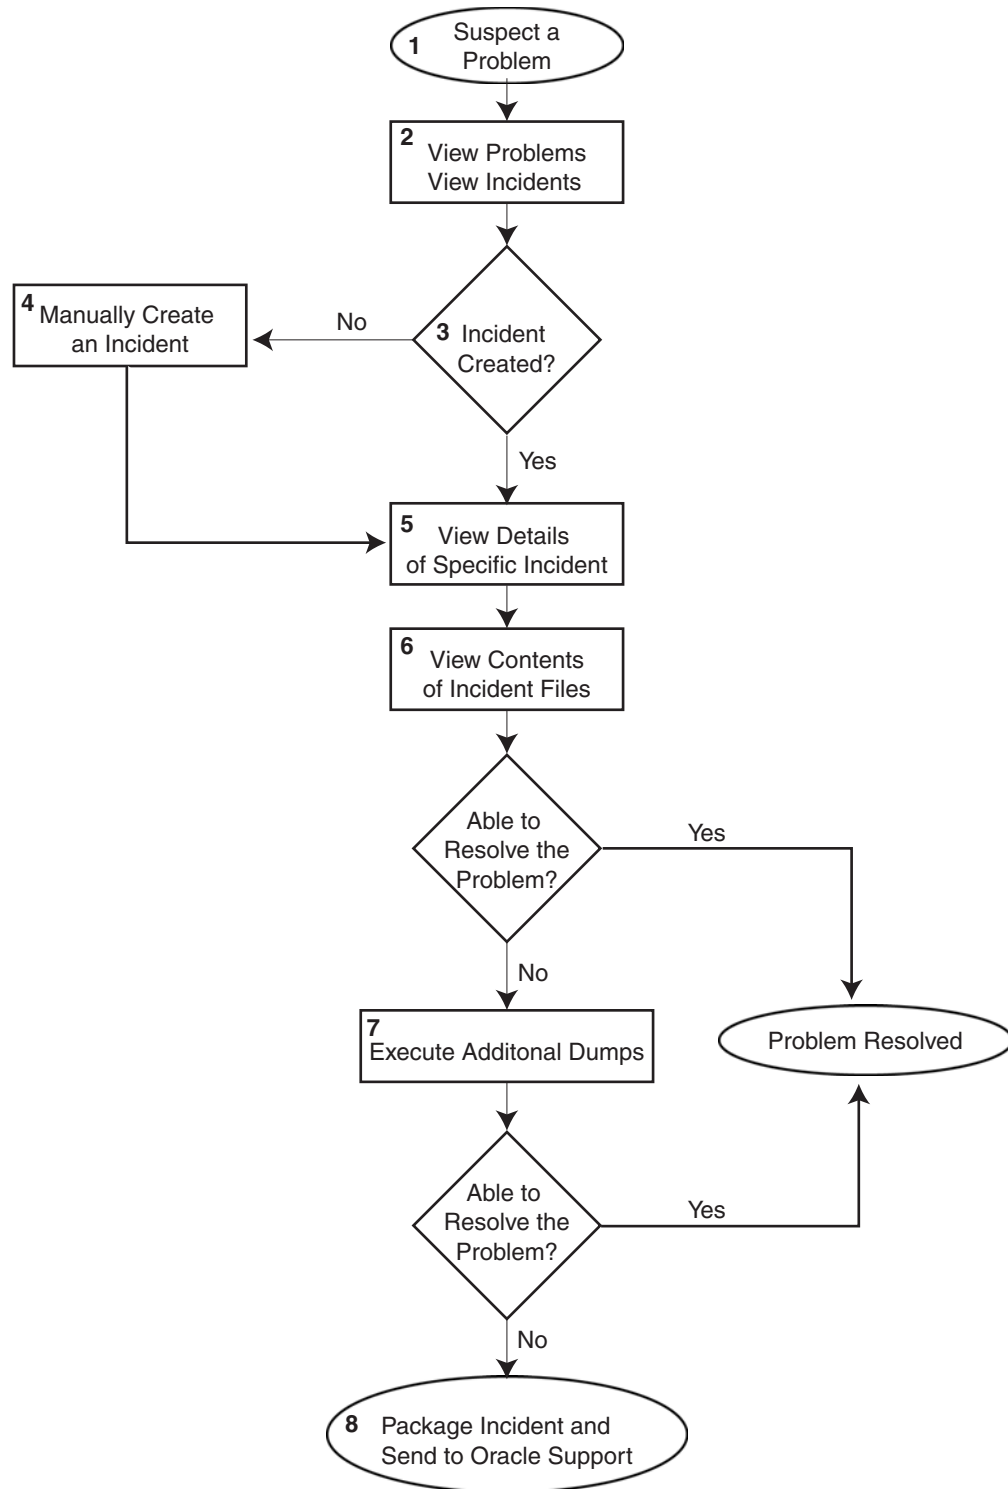 1 Suspect a
Problem
2
View Problems
View Incidents
4
Manually Create
an Incident
No
3 Incident
Created?
Yes
5
View Details
of Specific Incident
6
View Contents
of Incident Files
Able to
Resolve the
Problem?
Yes
No
7
Execute Additonal Dumps
Problem Resolved
Able to
Resolve the
Problem?
Yes
No
8 Package Incident and
Send to Oracle Support